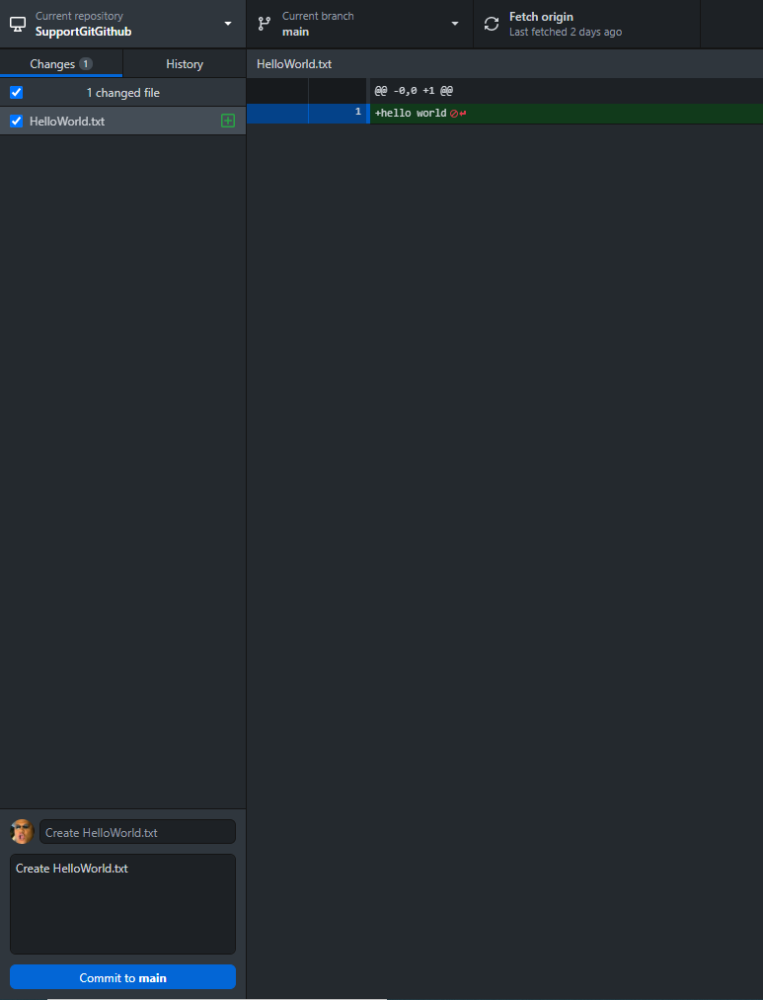 Current repository
SupportGitGithub
Current branch
main
Fetch origin
Last fetched 2 days ago
Changes 1
History
1 changed file
HelloWorld.txt
HelloWorld.txt
@@ -0,0 +1 @@
1 +hello world
Create HelloWorld.txt
Create HelloWorld.txt
Commit to main